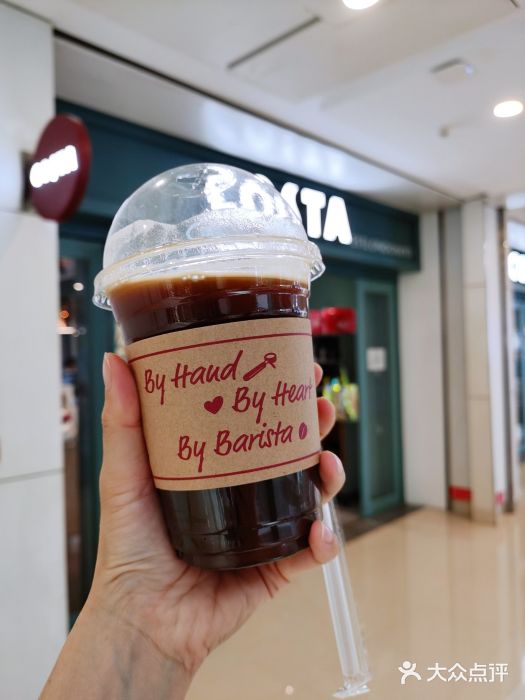 COSTA
By Hand
By Heart
By Barista
大众点评